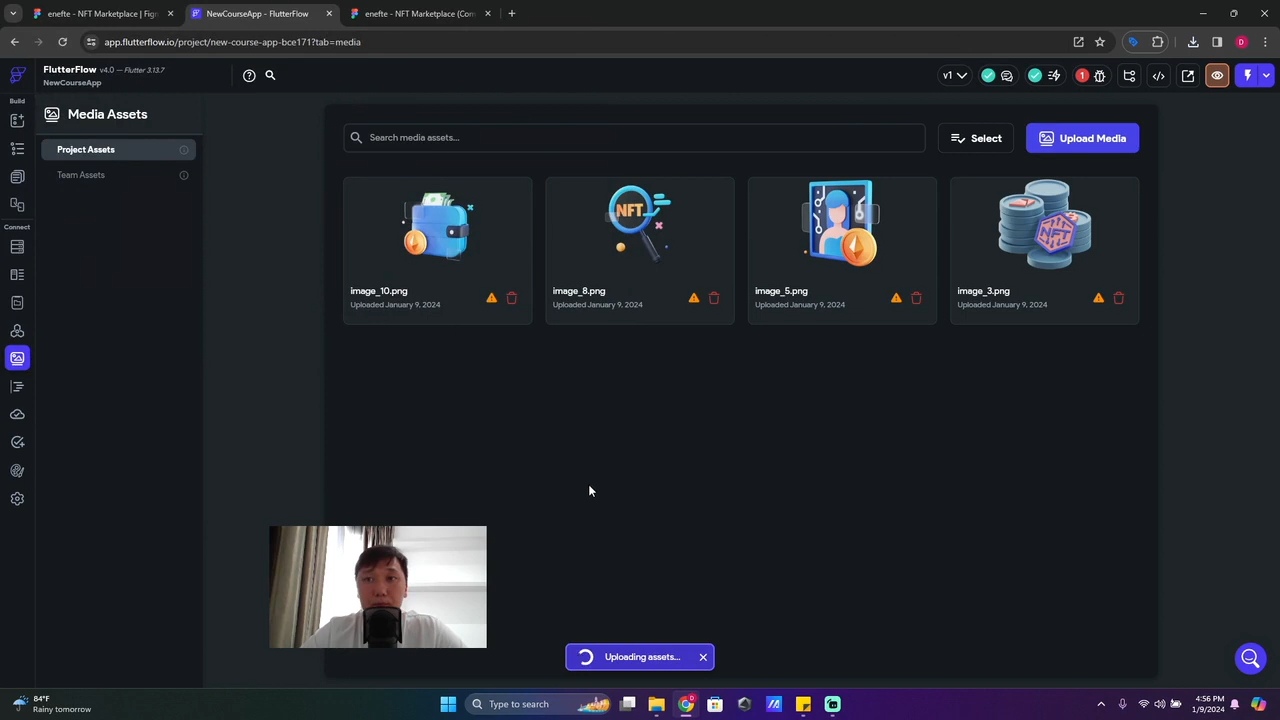 enefte - NFT Marketplace | Figm
NewCourseApp - FlutterFlow
enefte - NFT Marketplace (Com
app.flutterflow.io/project/new-course-app-bce171?tab=media
D
FlutterFlow v4.0 – Flutter 3.13.7
NewCourseApp
v1
1
Build
Connect
Media Assets
Project Assets
Team Assets
Search media assets...
Select
Upload Media
NFT
NFT
image_10.png
Uploaded January 9, 2024
image_8.png
Uploaded January 9, 2024
image_5.png
Uploaded January 9, 2024
image_3.png
Uploaded January 9, 2024
Uploading assets...
84°F
Rainy tomorrow
Type to search
4:56 PM
1/9/2024